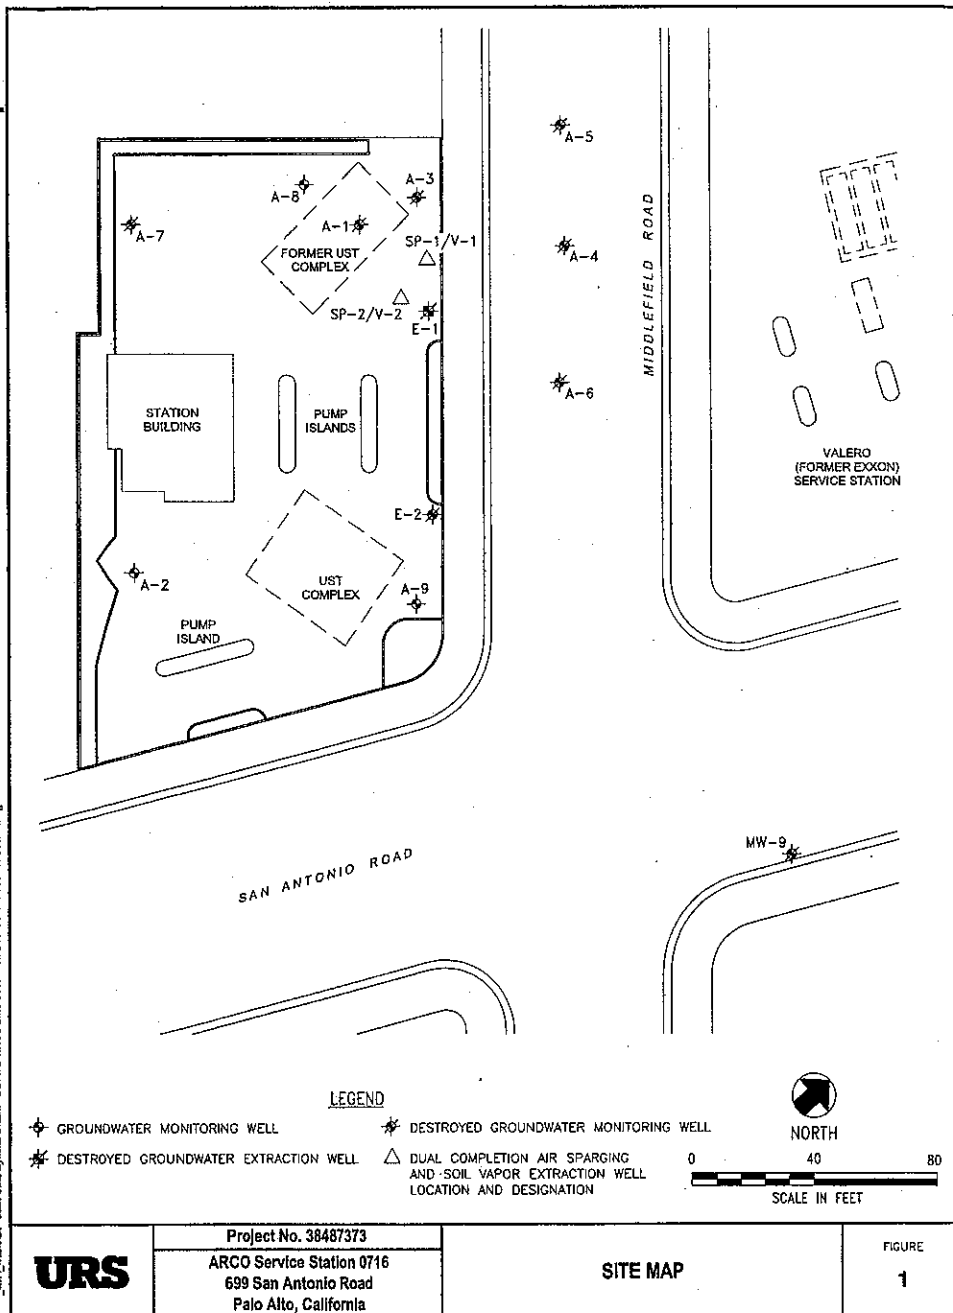 A-5
A-8
A-3
A-7
A-1
FORMER UST
COMPLEX
SP-1/V-1
A-4
MIDDLEFIELD ROAD
SP-2/V-2
E-1
A-6
STATION
BUILDING
PUMP
ISLANDS
VALERO
(FORMER EXXON)
SERVICE STATION
E-2
A-2
UST
COMPLEX
A-9
PUMP
ISLAND
MW-9
SAN ANTONIO ROAD
LEGEND
GROUNDWATER MONITORING WELL
DESTROYED GROUNDWATER MONITORING WELL
DESTROYED GROUNDWATER EXTRACTION WELL
DUAL COMPLETION AIR SPARGING
AND SOIL VAPOR EXTRACTION WELL
LOCATION AND DESIGNATION
NORTH
0 40 80
SCALE IN FEET
URS
Project No. 38487373
ARCO Service Station 0716
699 San Antonio Road
Palo Alto, California
SITE MAP
FIGURE
1